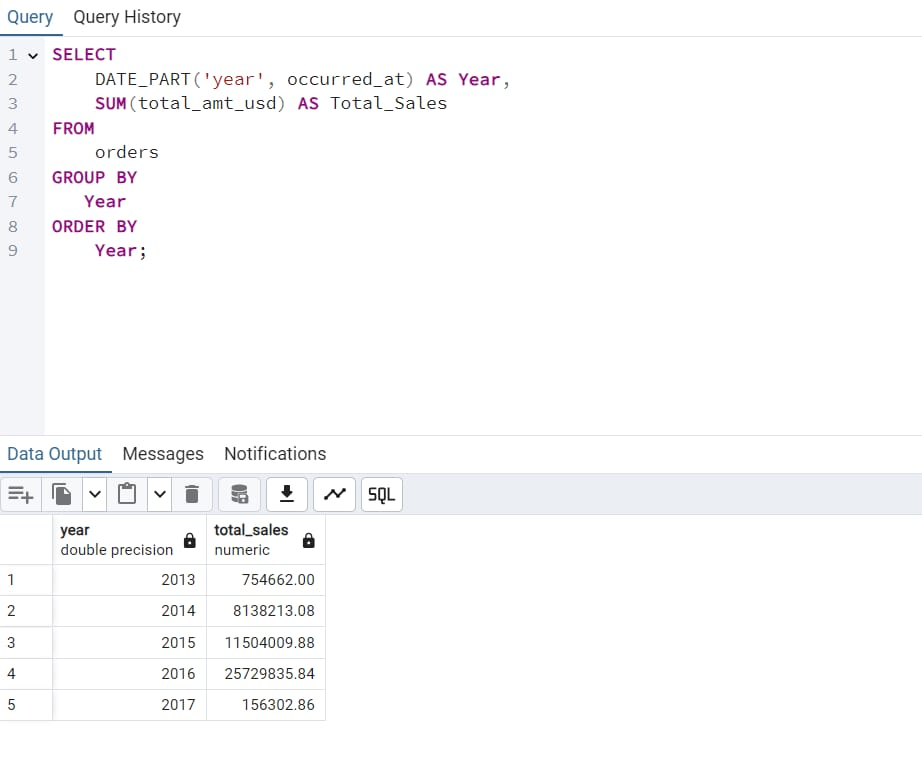 Query Query History
1 SELECT
2 DATE_PART('year', occurred_at) AS Year,
3 SUM(total_amt_usd) AS Total_Sales
4 FROM
5 orders
6 GROUP BY
7 Year
8 ORDER BY
9 Year;
Data Output Messages Notifications
SQL
year total_sales
double precision numeric
1 2013 754662.00
2 2014 8138213.08
3 2015 11504009.88
4 2016 25729835.84
5 2017 156302.86